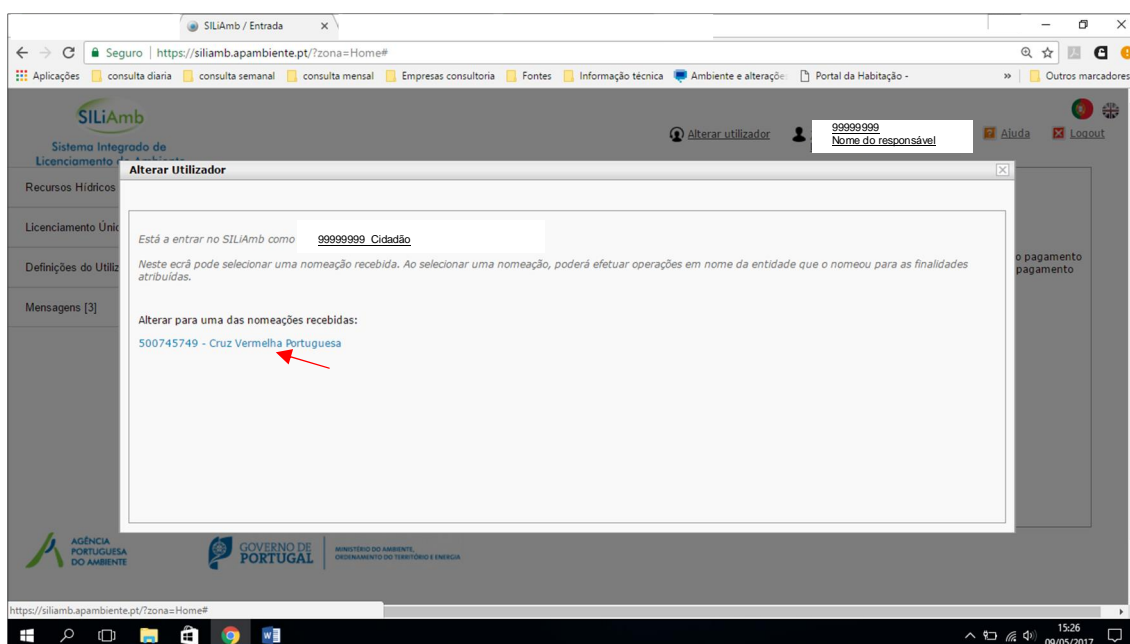 SILiAmb / Entrada
Seguro | https://siliamb.apambiente.pt/?zona=Home#
Aplicações consulta diaria consulta semanal consulta mensal Empresas consultoria Fontes Informação técnica Ambiente e alteraçõe Portal da Habitação - » Outros marcadores
SILiAmb
Sistema Integrado de
Licenciamento
Alterar utilizador
99999999
Nome do responsável
Ajuda
Logout
Recursos Hídricos
Licenciamento Únic
Definições do Utiliz
Mensagens [3]
Alterar Utilizador
Está a entrar no SILiAmb como 99999999 Cidadão
Neste ecrã pode selecionar uma nomeação recebida. Ao selecionar uma nomeação, poderá efetuar operações em nome da entidade que o nomeou para as finalidades
atribuídas.
Alterar para uma das nomeações recebidas:
500745749 - Cruz Vermelha Portuguesa
o pagamento
pagamento
AGÊNCIA
PORTUGUESA
DO AMBIENTE
GOVERNO DE
PORTUGAL
MINISTÉRIO DO AMBIENTE,
ORDENAMENTO DO TERRITÓRIO E ENERGIA
https://siliamb.apambiente.pt/?zona=Home#
15:26
09/05/2017